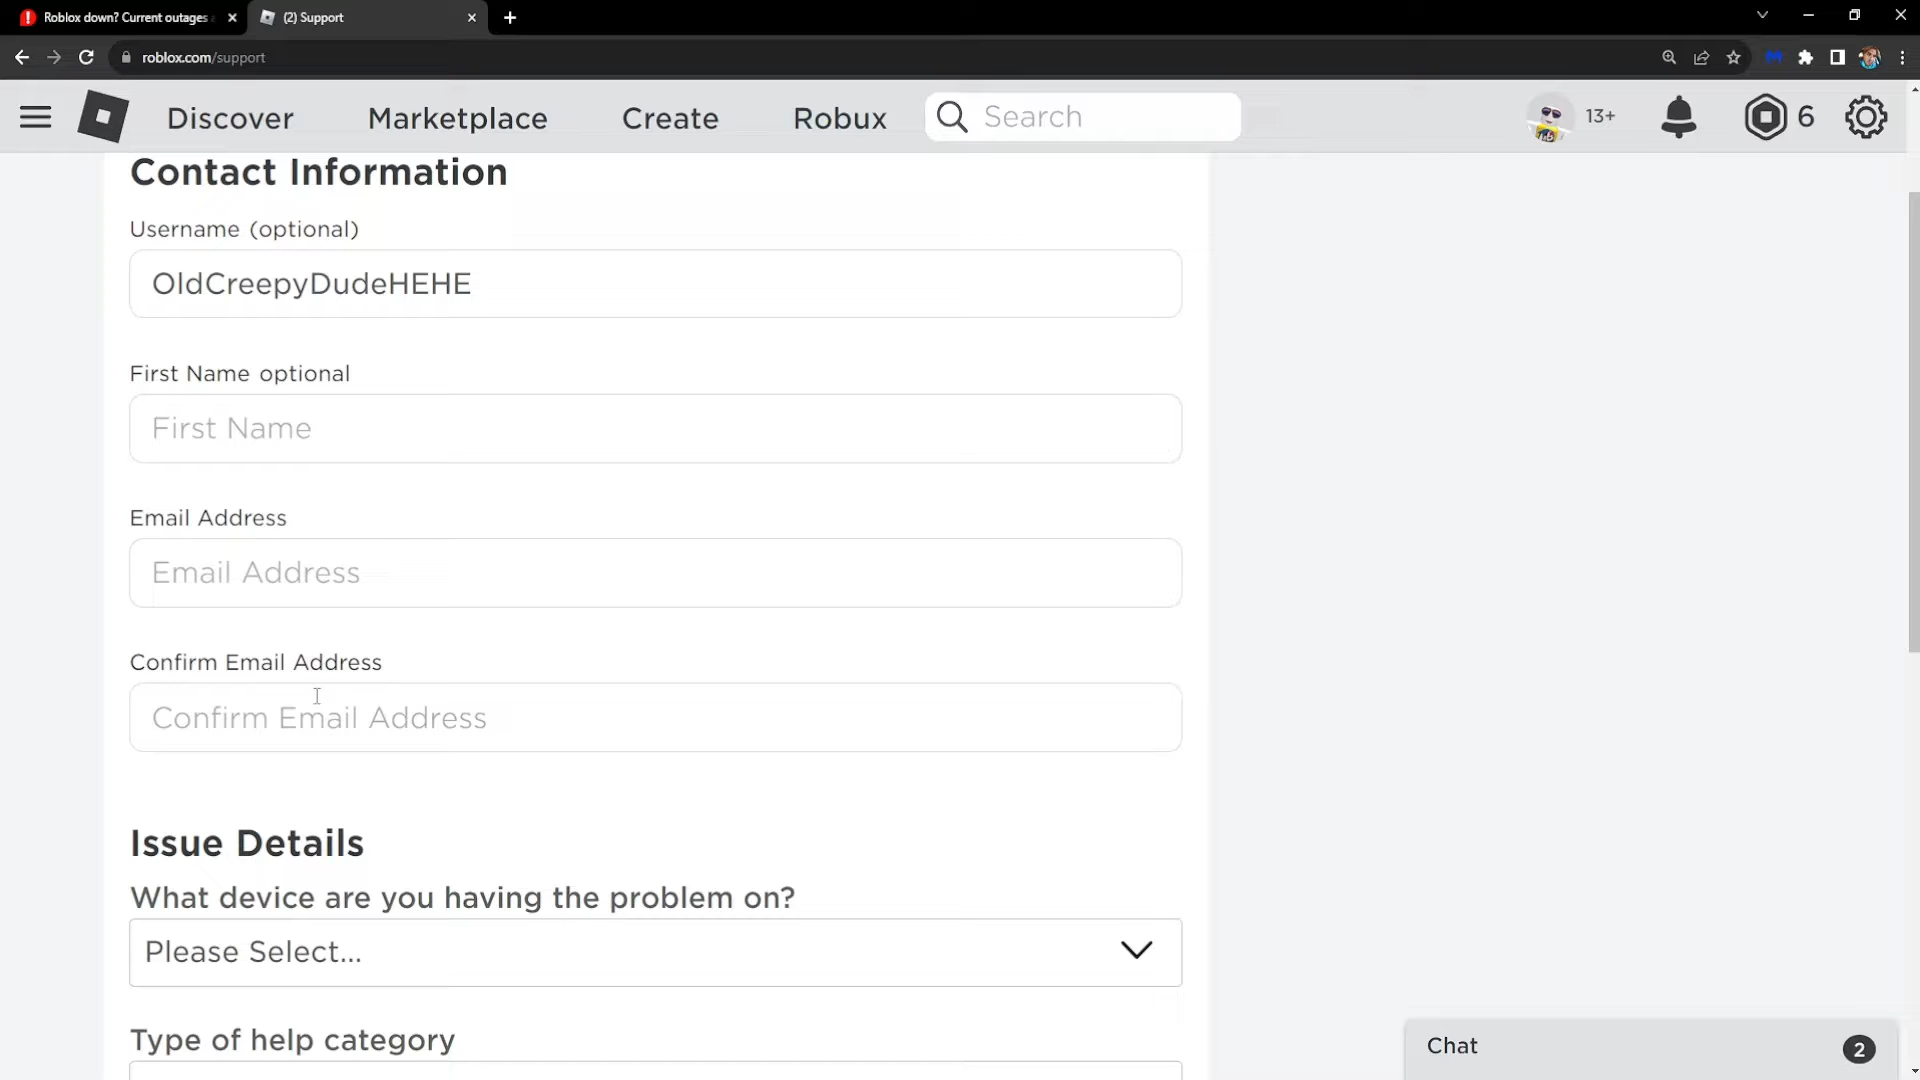 Roblox down? Current outages
(2) Support
roblox.com/support
Discover
Marketplace
Create
Robux
Search
13+
6
Contact Information
Username (optional)
OldCreepyDudeHEHE
First Name optional
First Name
Email Address
Email Address
Confirm Email Address
Confirm Email Address
Issue Details
What device are you having the problem on?
Please Select...
Type of help category
Chat
2